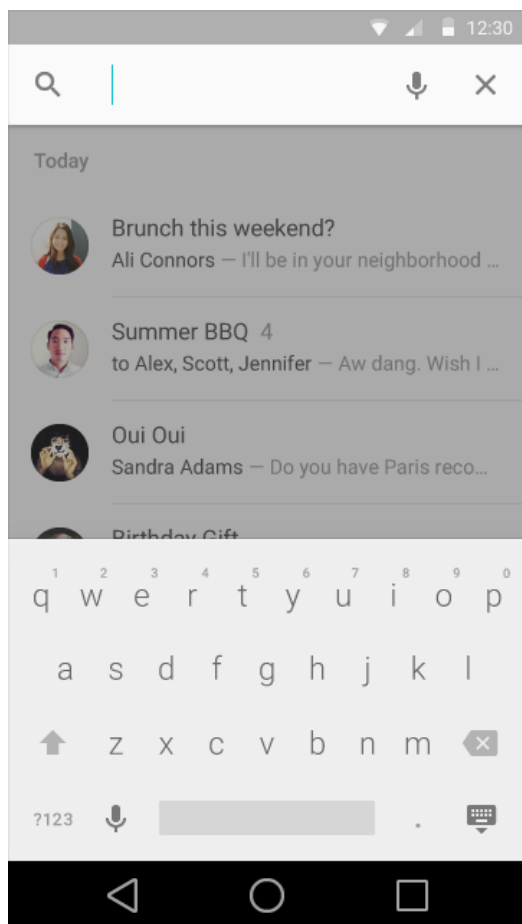 12:30
Today
Brunch this weekend?
Ali Connors — I'll be in your neighborhood ...
Summer BBQ 4
to Alex, Scott, Jennifer — Aw dang. Wish I ...
Oui Oui
Sandra Adams — Do you have Paris reco...
Birthday Gift
1 2 3 4 5 6 7 8 9 0
q w e r t y u i o p
a s d f g h j k l
z x c v b n m
?123 .